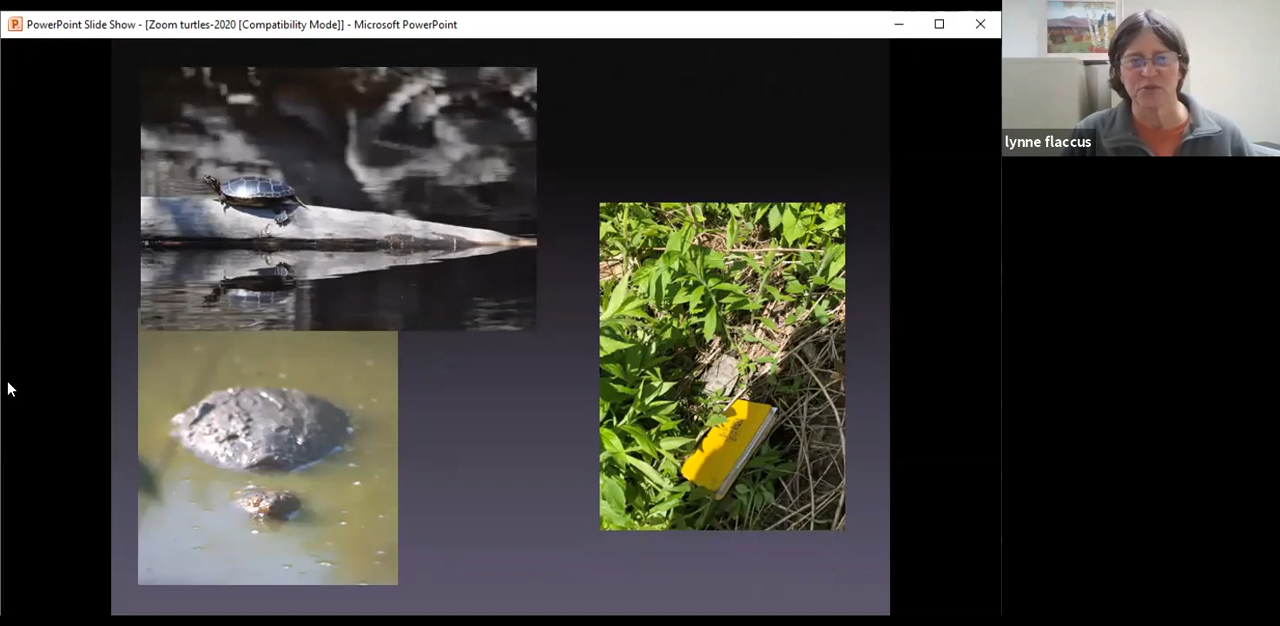 PowerPoint Slide Show - [Zoom turtles-2020 [Compatibility Mode]] - Microsoft PowerPoint
lynne flaccus